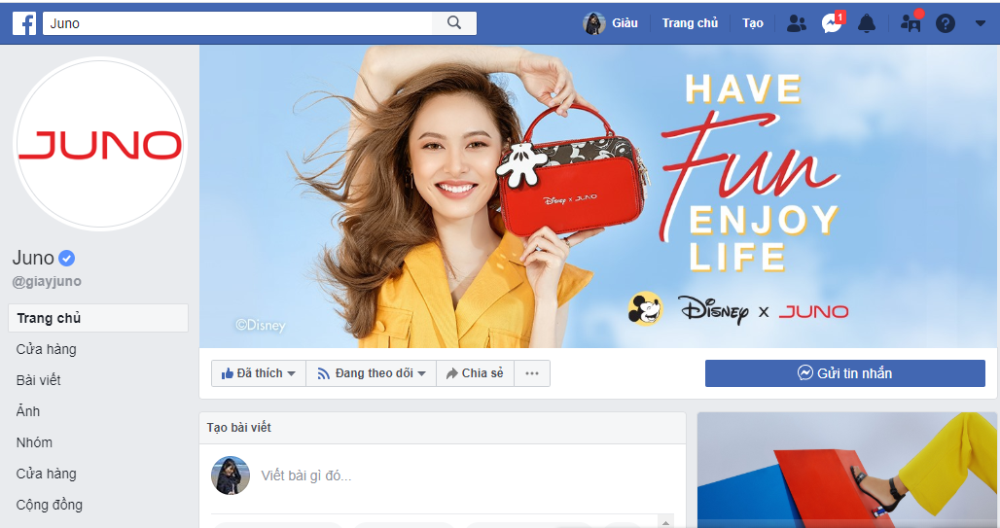 Juno
Giàu
Trang chủ
Tạo
1
JUNO
Juno
@giayjuno
Trang chủ
Cửa hàng
Bài viết
Ảnh
Nhóm
Cửa hàng
Cộng đồng
HAVE
Fun
ENJOY
LIFE
Disney x JUNO
Disney x JUNO
©Disney
Đã thích
Đang theo dõi
Chia sẻ
Gửi tin nhắn
Tạo bài viết
Viết bài gì đó...